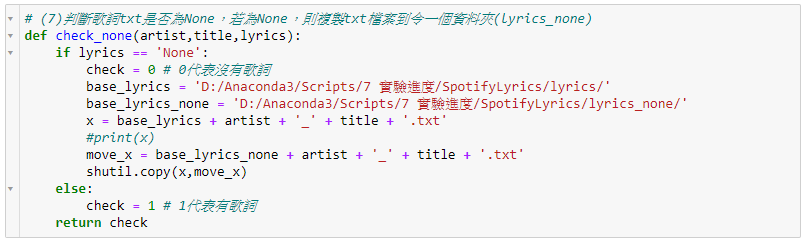 # (7)判斷歌詞txt是否為None，若為None，則複製txt檔案到令一個資料夾(lyrics_none)
def check_none(artist,title,lyrics):
    if lyrics == 'None':
        check = 0 # 0代表沒有歌詞
        base_lyrics = 'D:/Anaconda3/Scripts/7 實驗進度/SpotifyLyrics/lyrics/'
        base_lyrics_none = 'D:/Anaconda3/Scripts/7 實驗進度/SpotifyLyrics/lyrics_none/'
        x = base_lyrics + artist + '_' + title + '.txt'
        #print(x)
        move_x = base_lyrics_none + artist + '_' + title + '.txt'
        shutil.copy(x,move_x)
    else:
        check = 1 # 1代表有歌詞
    return check